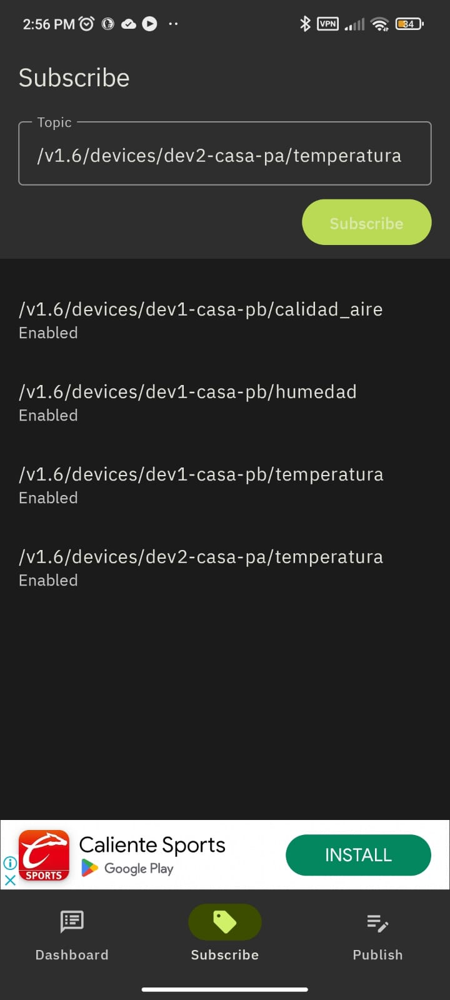 2:56 PM
VPN
34
Subscribe
Topic
/v1.6/devices/dev2-casa-pa/temperatura
Subscribe
/v1.6/devices/dev1-casa-pb/calidad_aire
Enabled
/v1.6/devices/dev1-casa-pb/humedad
Enabled
/v1.6/devices/dev1-casa-pb/temperatura
Enabled
/v1.6/devices/dev2-casa-pa/temperatura
Enabled
SPORTS
Caliente Sports
Google Play
INSTALL
Dashboard
Subscribe
Publish